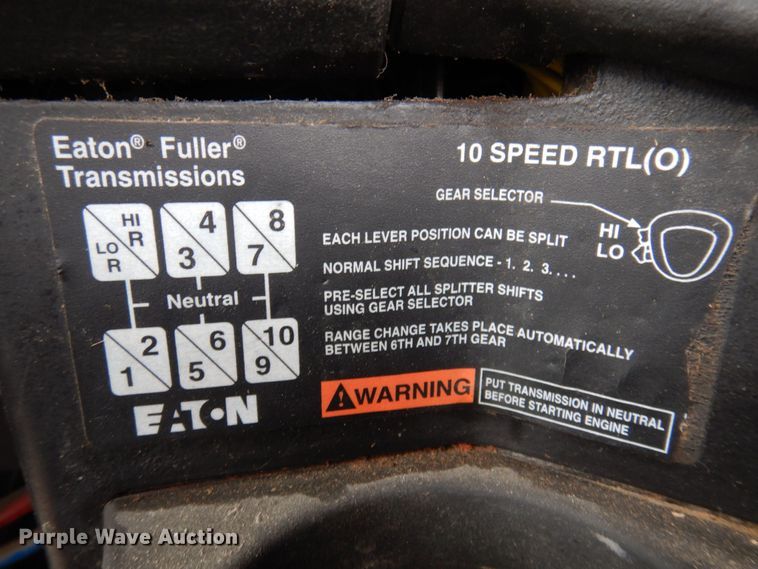 Eaton® Fuller®
Transmissions
10 SPEED RTL(O)
GEAR SELECTOR
HI
LO
HI
R
LO
R
4
3
8
7
Neutral
2
1
6
5
10
9
EATON
EACH LEVER POSITION CAN BE SPLIT
NORMAL SHIFT SEQUENCE - 1. 2. 3. . . .
PRE-SELECT ALL SPLITTER SHIFTS
USING GEAR SELECTOR
RANGE CHANGE TAKES PLACE AUTOMATICALLY
BETWEEN 6TH AND 7TH GEAR
WARNING
PUT TRANSMISSION IN NEUTRAL
BEFORE STARTING ENGINE
Purple Wave Auction